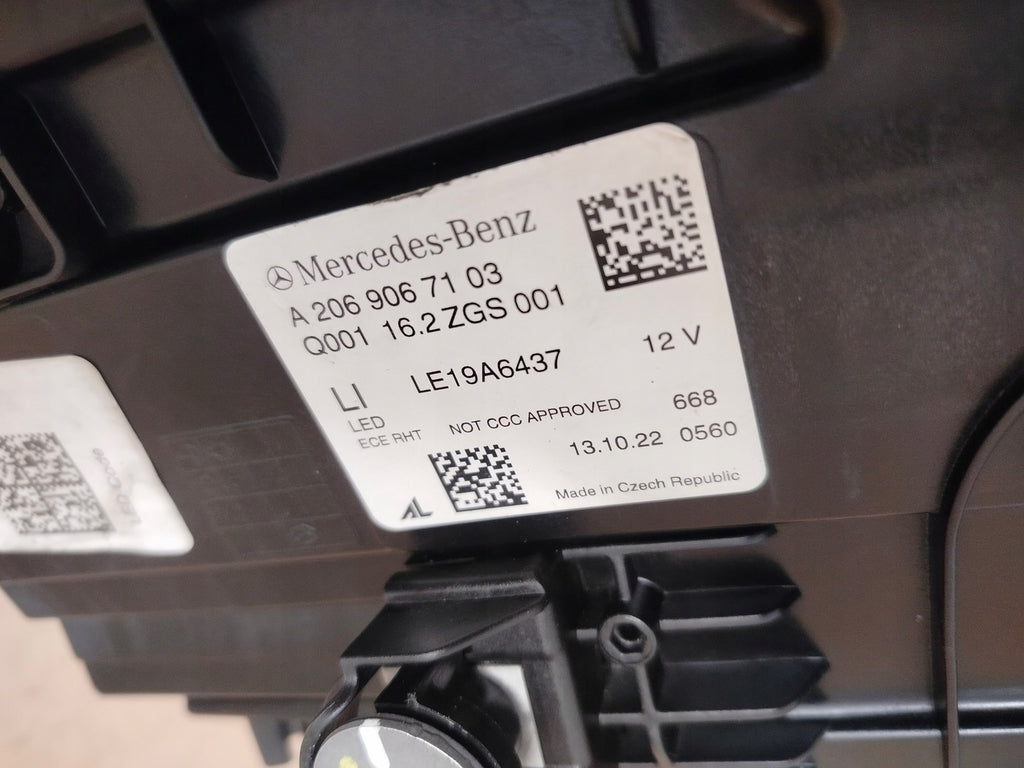 Mercedes-Benz
A 206 906 71 03
Q001 16.2 ZGS 001
LI LE19A6437 12 V
LED
ECE RHT NOT CCC APPROVED 668
13.10.22 0560
AL Made in Czech Republic